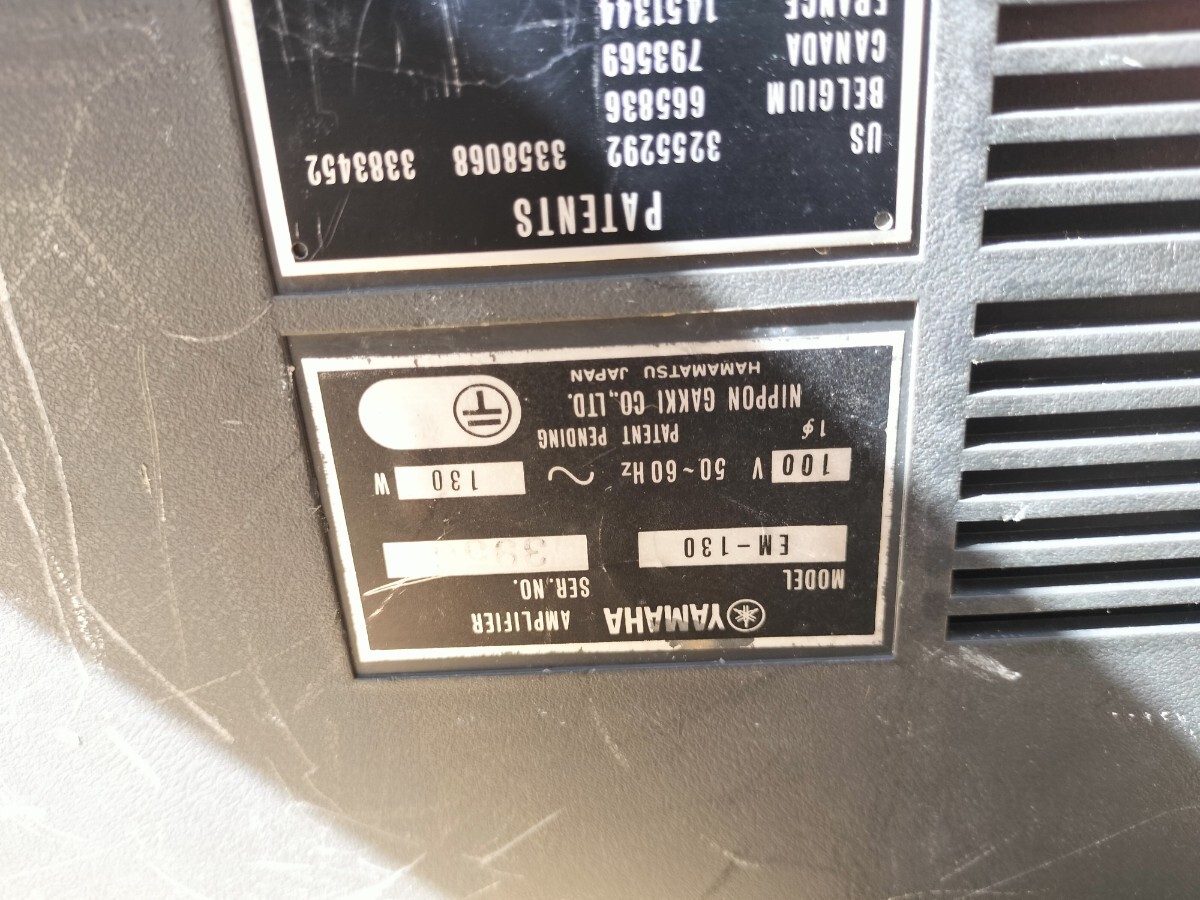 YAMAHA AMPLIFIER
MODEL SER.NO.
EM-130
100 V 50~60Hz ~ 130 W
1∮ PATENT PENDING
NIPPON GAKKI CO.,LTD.
HAMAMATSU JAPAN
PATENTS
US 3255292 3358068 3383452
BELGIUM 665836
CANADA 793569
FRANCE 1451344